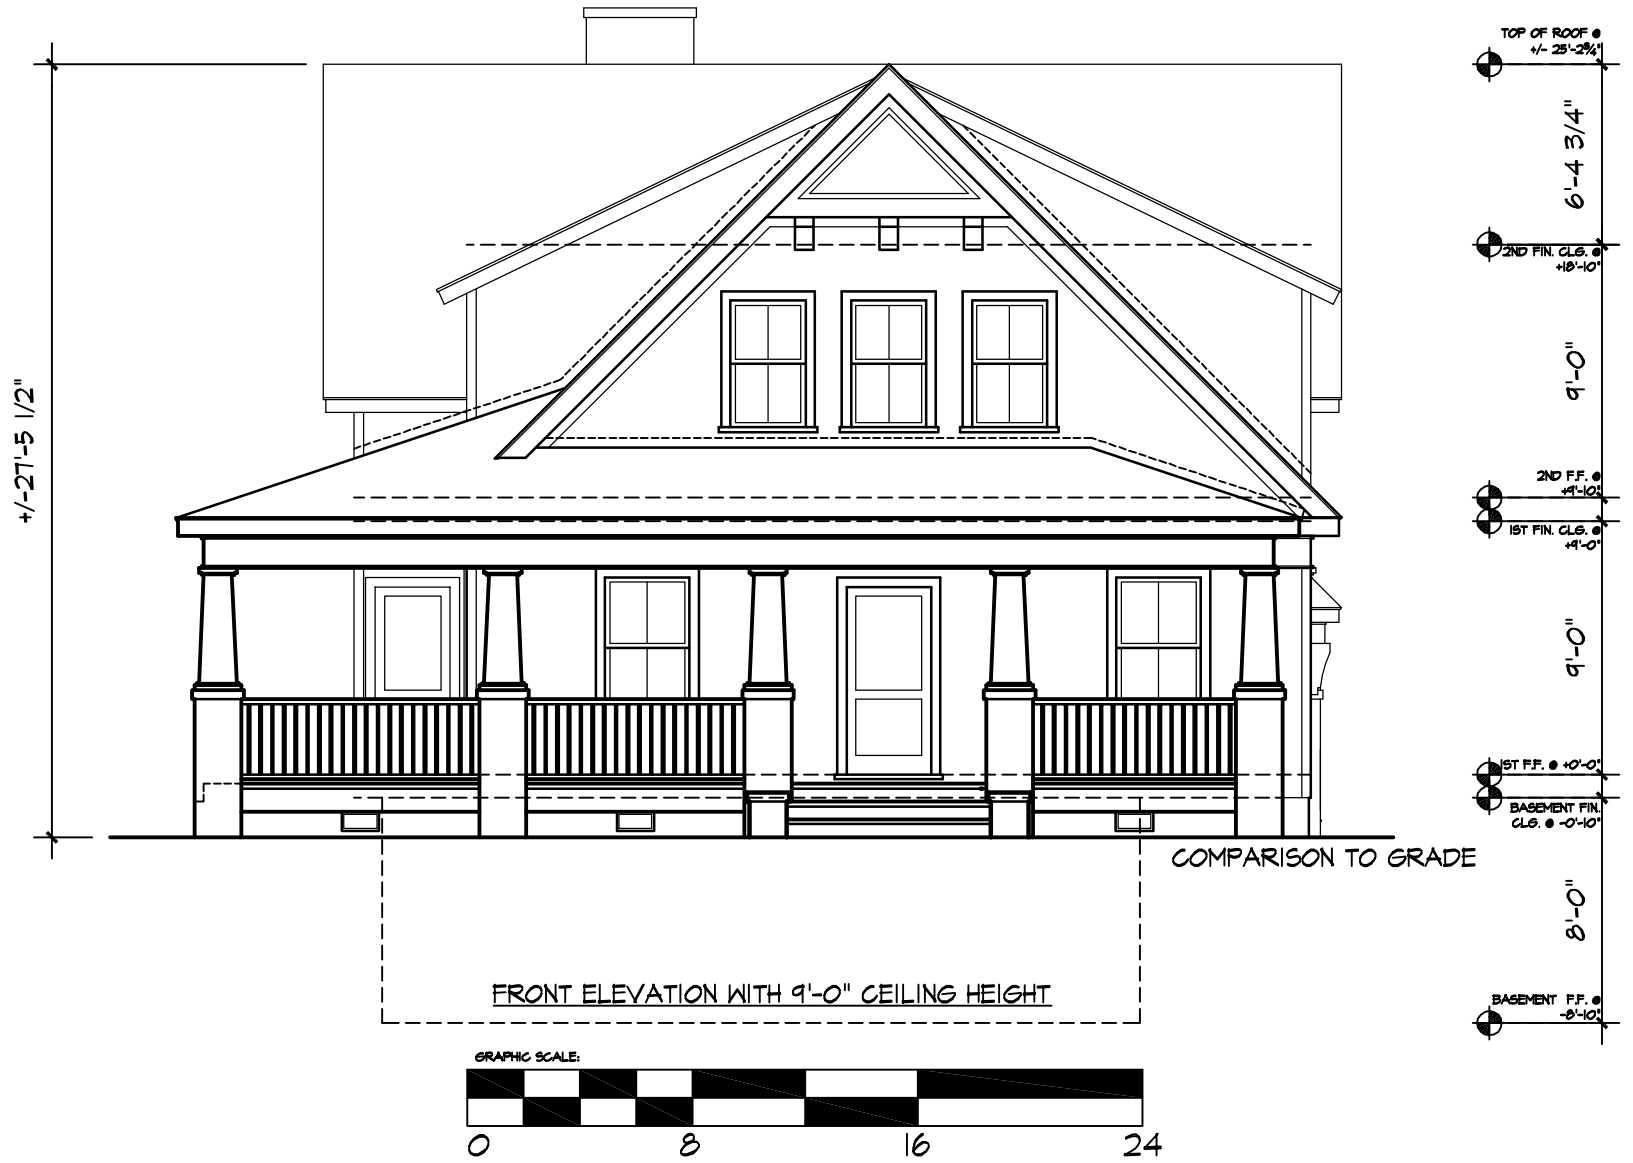 TOP OF ROOF @
+/- 25'-2¾"
6'-4 3/4"
2ND FIN. CLG. @
+18'-10"
9'-0"
+/-27'-5 1/2"
2ND F.F. @
+9'-10"
1ST FIN. CLG. @
+9'-0"
9'-0"
1ST F.F. @ +0'-0"
BASEMENT FIN.
CLG. @ -0'-10"
COMPARISON TO GRADE
8'-0"
FRONT ELEVATION WITH 9'-0" CEILING HEIGHT
BASEMENT F.F. @
-8'-10"
GRAPHIC SCALE:
0 8 16 24